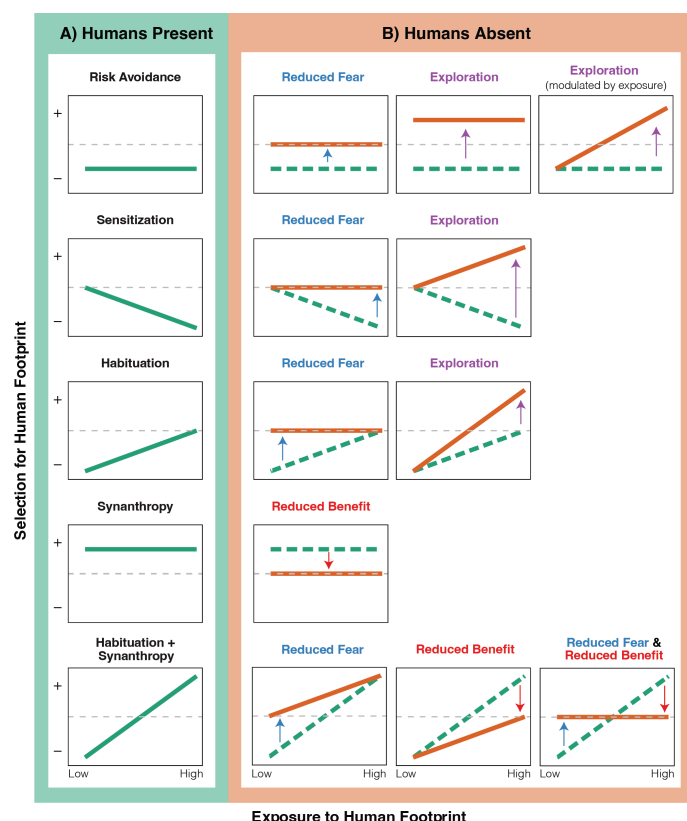 A) Humans Present
B) Humans Absent
Risk Avoidance
Reduced Fear
Exploration
Exploration
(modulated by exposure)
+
−
Sensitization
Reduced Fear
Exploration
+
−
Habituation
Reduced Fear
Exploration
+
−
Synanthropy
Reduced Benefit
+
−
Habituation +
Synanthropy
Reduced Fear
Reduced Benefit
Reduced Fear &
Reduced Benefit
+
−
Low High
Low High
Low High
Low High
Selection for Human Footprint
Exposure to Human Footprint